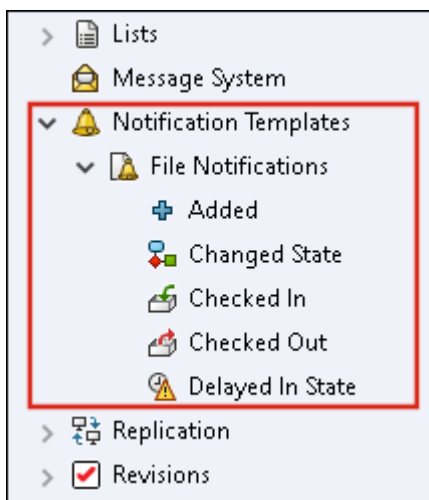 Lists
Message System
Notification Templates
File Notifications
Added
Changed State
Checked In
Checked Out
Delayed In State
Replication
Revisions